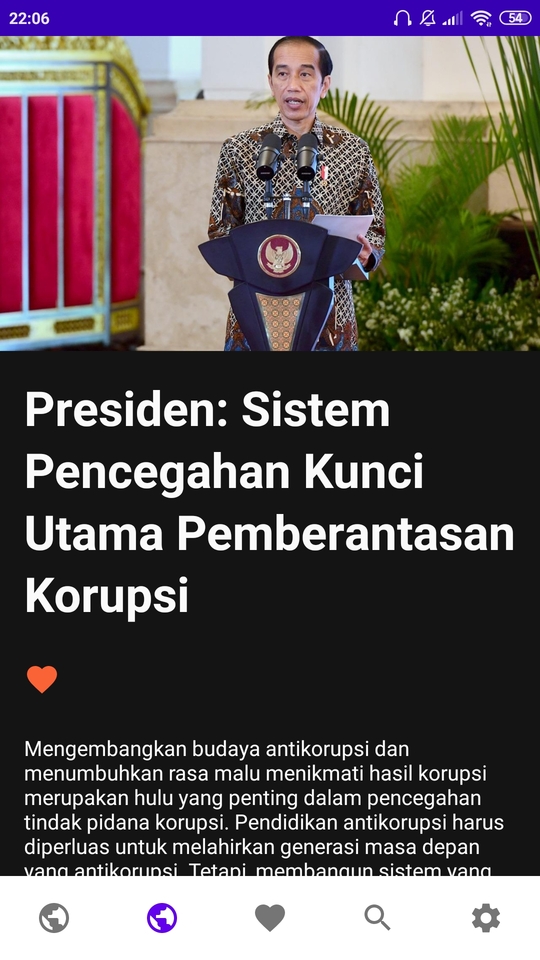 22:06
54
Presiden: Sistem
Pencegahan Kunci
Utama Pemberantasan
Korupsi
Mengembangkan budaya antikorupsi dan
menumbuhkan rasa malu menikmati hasil korupsi
merupakan hulu yang penting dalam pencegahan
tindak pidana korupsi. Pendidikan antikorupsi harus
diperluas untuk melahirkan generasi masa depan
yang antikorupsi. Tetapi, membangun sistem yang